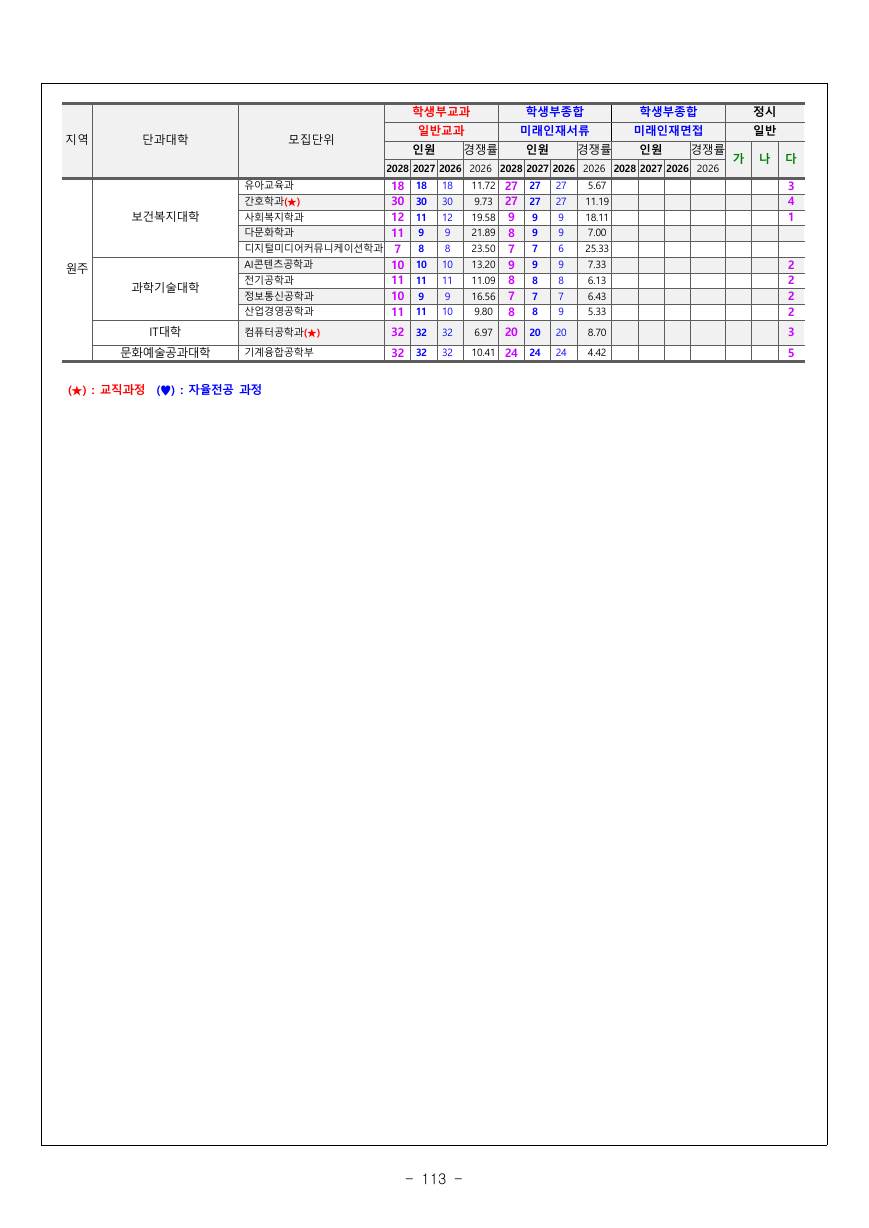 지역 단과대학 모집단위 학생부교과 학생부종합 학생부종합 정시
일반교과 미래인재서류 미래인재면접 일반
인원 경쟁률 인원 경쟁률 인원 경쟁률 가 나 다
2028 2027 2026 2026 2028 2027 2026 2026 2028 2027 2026 2026
원주 보건복지대학 유아교육과 18 18 18 11.72 27 27 27 5.67 3
간호학과(★) 30 30 30 9.73 27 27 27 11.19 4
사회복지학과 12 11 12 19.58 9 9 9 18.11 1
다문화학과 11 9 9 21.89 8 9 9 7.00
디지털미디어커뮤니케이션학과 7 8 8 23.50 7 7 6 25.33
과학기술대학 AI콘텐츠공학과 10 10 10 13.20 9 9 9 7.33 2
전기공학과 11 11 11 11.09 8 8 8 6.13 2
정보통신공학과 10 9 9 16.56 7 7 7 6.43 2
산업경영공학과 11 11 10 9.80 8 8 9 5.33 2
IT대학 컴퓨터공학과(★) 32 32 32 6.97 20 20 20 8.70 3
문화예술공과대학 기계융합공학부 32 32 32 10.41 24 24 24 4.42 5
(★) : 교직과정 (♥) : 자율전공 과정
- 113 -